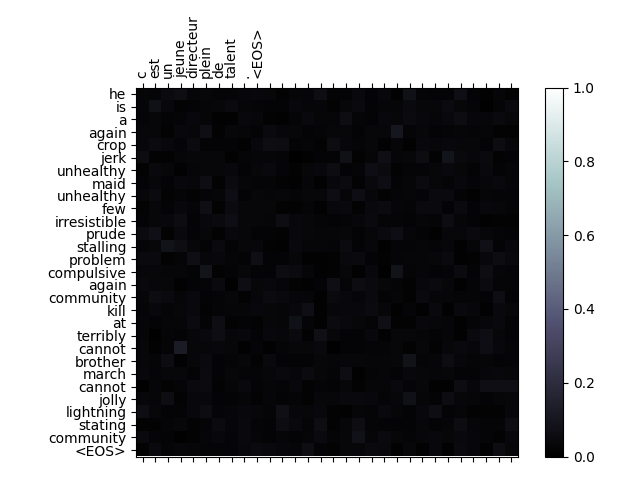 c
est
un
jeune
directeur
plein
de
talent
.
<EOS>
he
is
a
again
crop
jerk
unhealthy
maid
unhealthy
few
irresistible
prude
stalling
problem
compulsive
again
community
kill
at
terribly
cannot
brother
march
cannot
jolly
lightning
stating
community
<EOS>
1.0
0.8
0.6
0.4
0.2
0.0